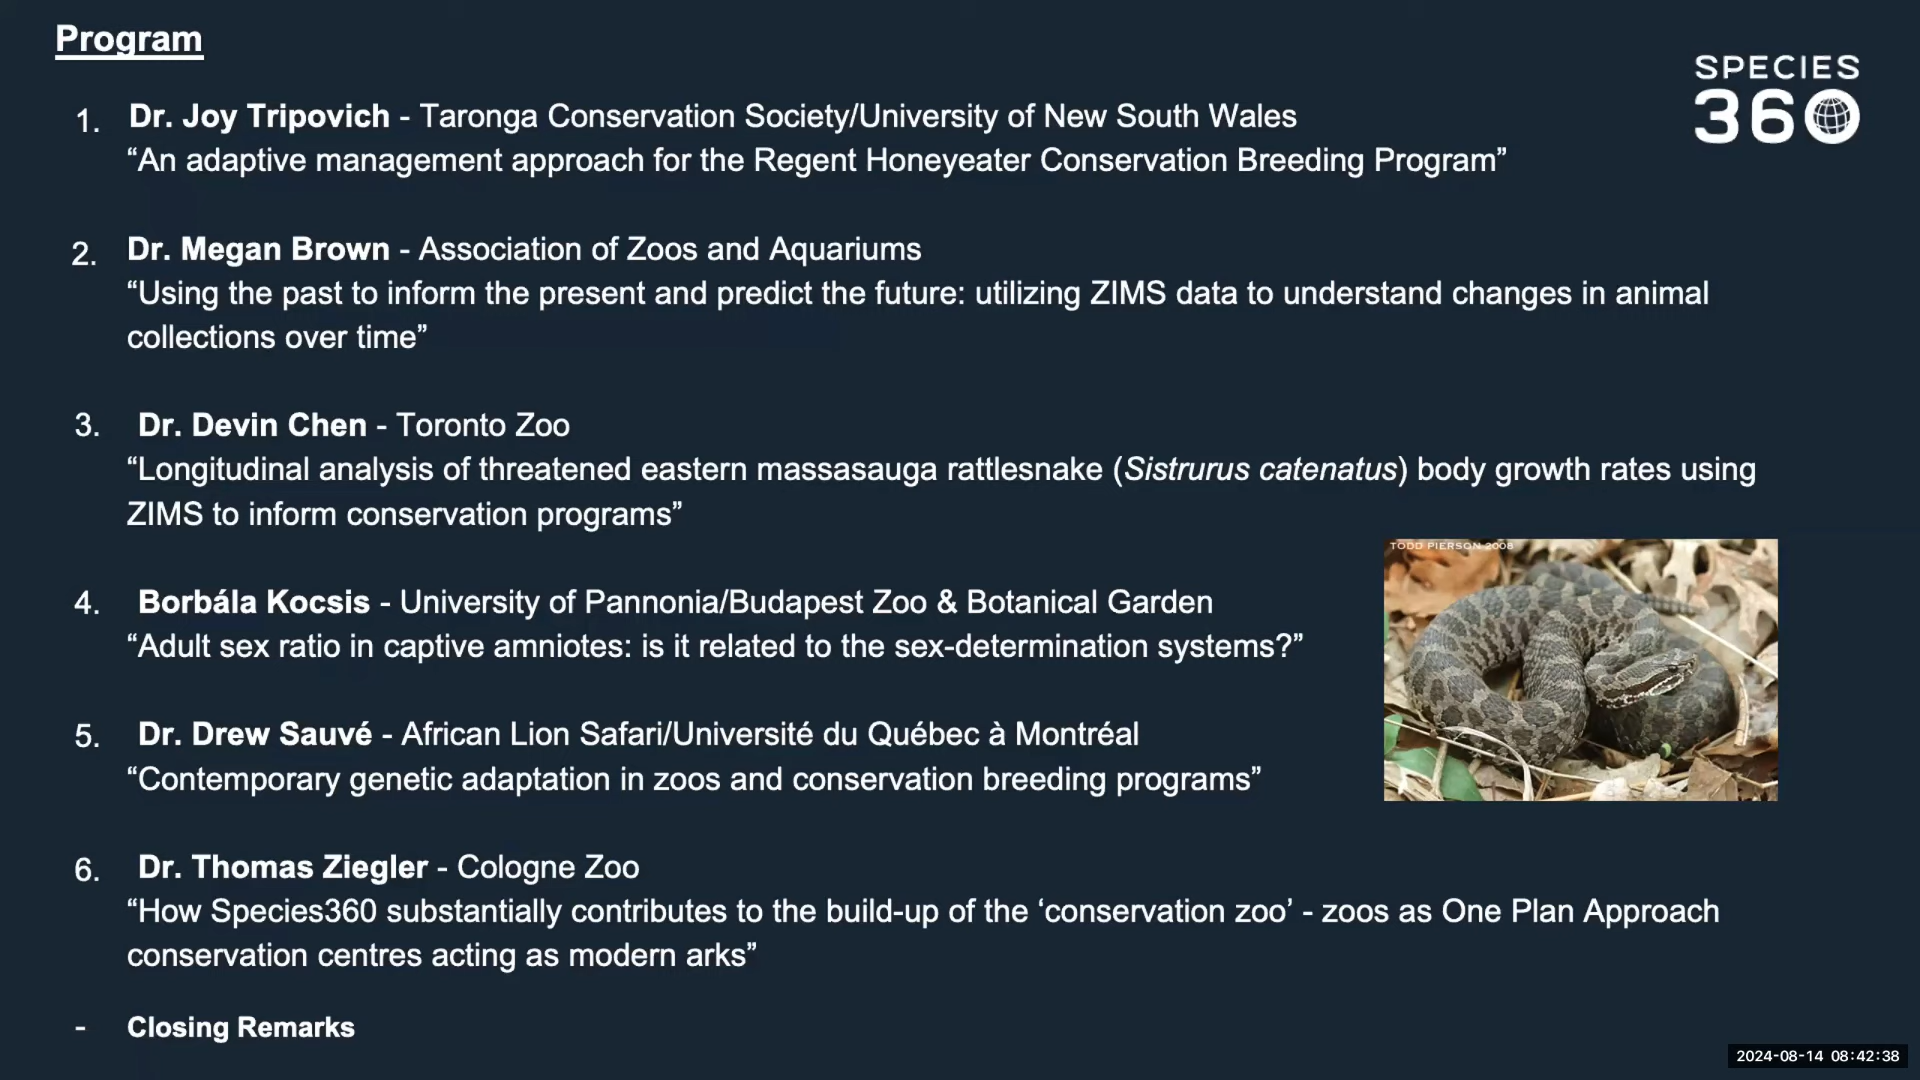 Program
SPECIES
360
1. Dr. Joy Tripovich - Taronga Conservation Society/University of New South Wales
“An adaptive management approach for the Regent Honeyeater Conservation Breeding Program”
2. Dr. Megan Brown - Association of Zoos and Aquariums
“Using the past to inform the present and predict the future: utilizing ZIMS data to understand changes in animal
collections over time”
3. Dr. Devin Chen - Toronto Zoo
“Longitudinal analysis of threatened eastern massasauga rattlesnake (Sistrurus catenatus) body growth rates using
ZIMS to inform conservation programs”
TODD PIERSON 2008
4. Borbála Kocsis - University of Pannonia/Budapest Zoo & Botanical Garden
“Adult sex ratio in captive amniotes: is it related to the sex-determination systems?”
5. Dr. Drew Sauvé - African Lion Safari/Université du Québec à Montréal
“Contemporary genetic adaptation in zoos and conservation breeding programs”
6. Dr. Thomas Ziegler - Cologne Zoo
“How Species360 substantially contributes to the build-up of the ‘conservation zoo’ - zoos as One Plan Approach
conservation centres acting as modern arks”
- Closing Remarks
2024-08-14 08:42:38